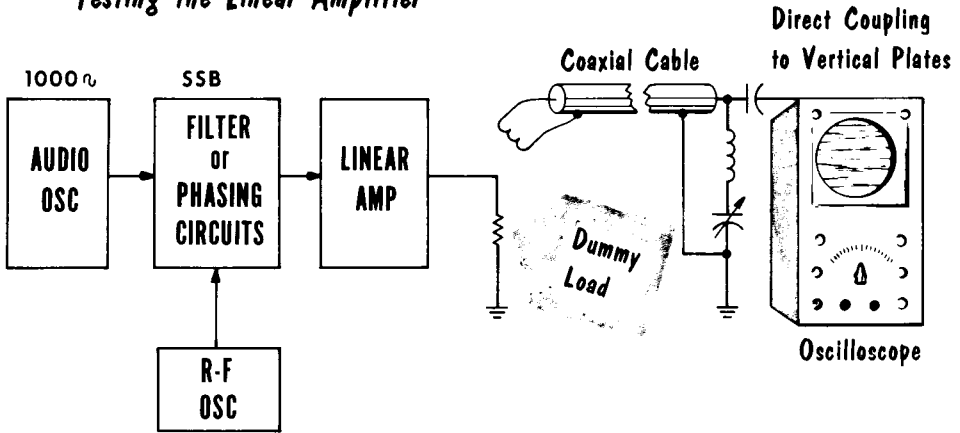 Testing the Linear Amplifier
Direct Coupling
to Vertical Plates
Coaxial Cable
1000~
SSB
AUDIO
OSC
FILTER
or
PHASING
CIRCUITS
LINEAR
AMP
Dummy
Load
Oscilloscope
R-F
OSC